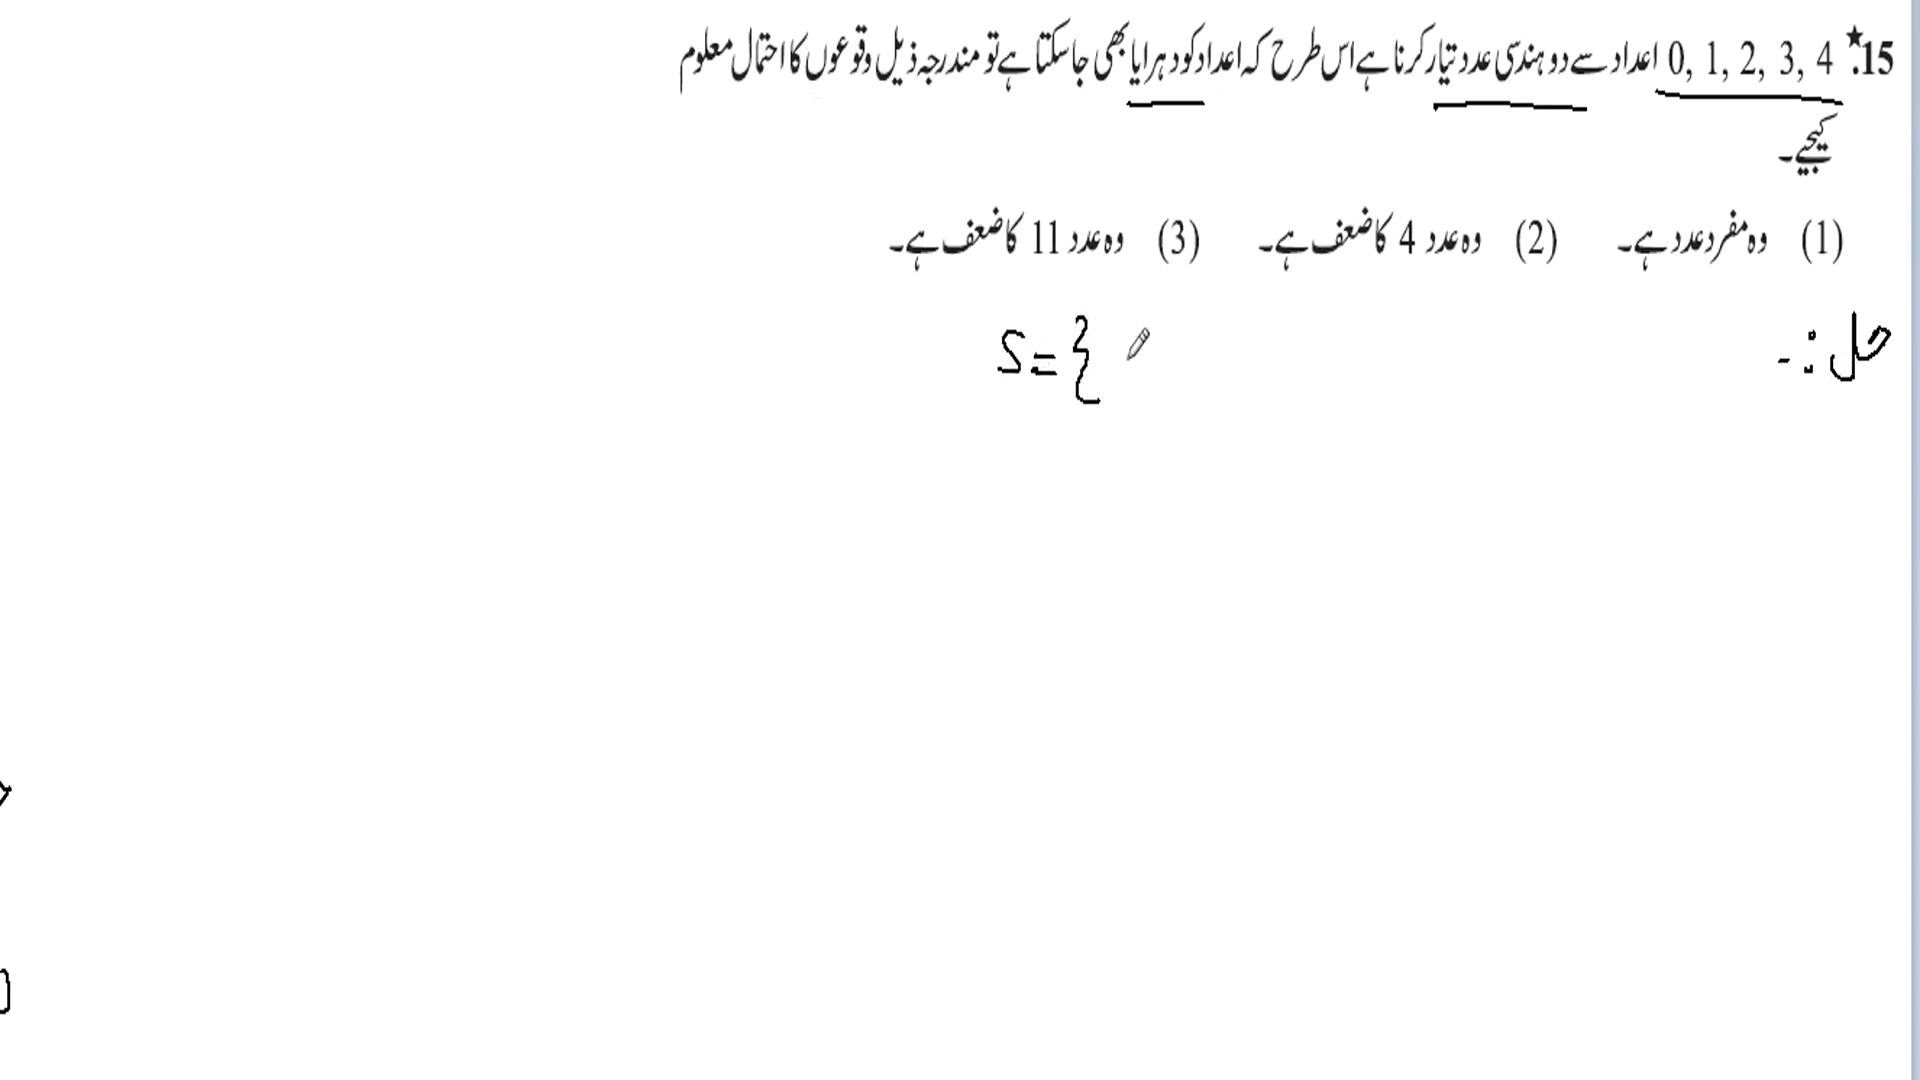 15.* 0, 1, 2, 3, 4 اعداد سے دو ہندسی عدد تیار کرنا ہے اس طرح کہ اعداد کو دہرایا بھی جا سکتا ہے تو مندرجہ ذیل وقوعوں کا احتمال معلوم
کیجیے۔
(1) وہ مفرد عدد ہے۔ (2) وہ عدد 4 کا ضعف ہے۔ (3) وہ عدد 11 کا ضعف ہے۔
حل :-
S = {